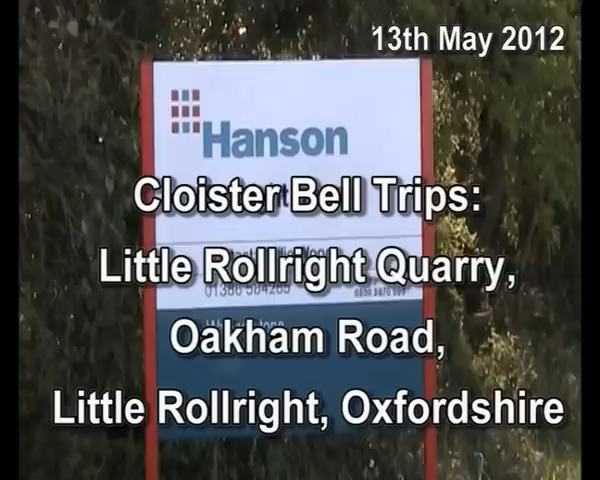 13th May 2012
Hanson
Cloister Bell Trips:
Little Rollright Quarry,
Oakham Road,
Little Rollright, Oxfordshire